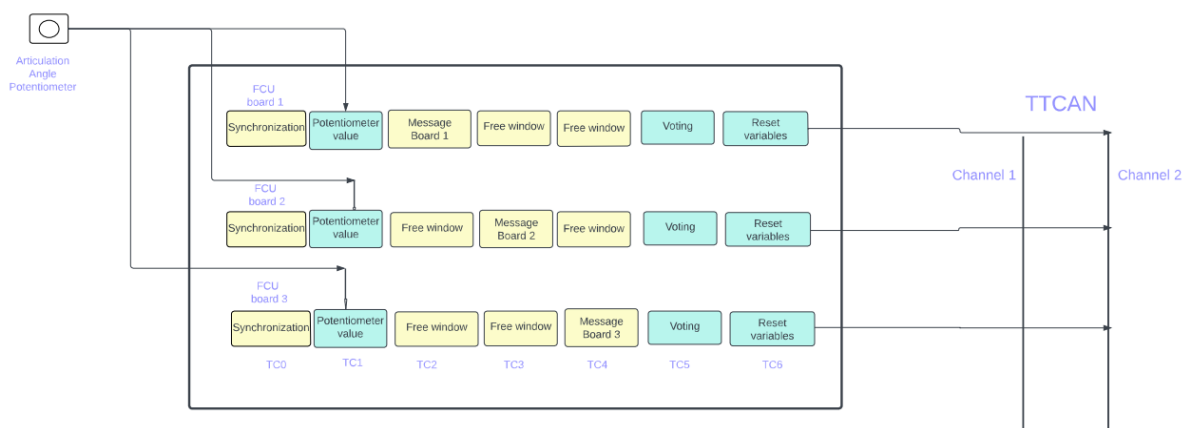 Articulation
Angle
Potentiometer
FCU
board 1
Synchronization
Potentiometer
value
Message
Board 1
Free window
Free window
Voting
Reset
variables
TTCAN
Channel 1
Channel 2
FCU
board 2
Synchronization
Potentiometer
value
Free window
Message
Board 2
Free window
Voting
Reset
variables
FCU
board 3
Synchronization
Potentiometer
value
Free window
Free window
Message
Board 3
Voting
Reset
variables
TC0
TC1
TC2
TC3
TC4
TC5
TC6